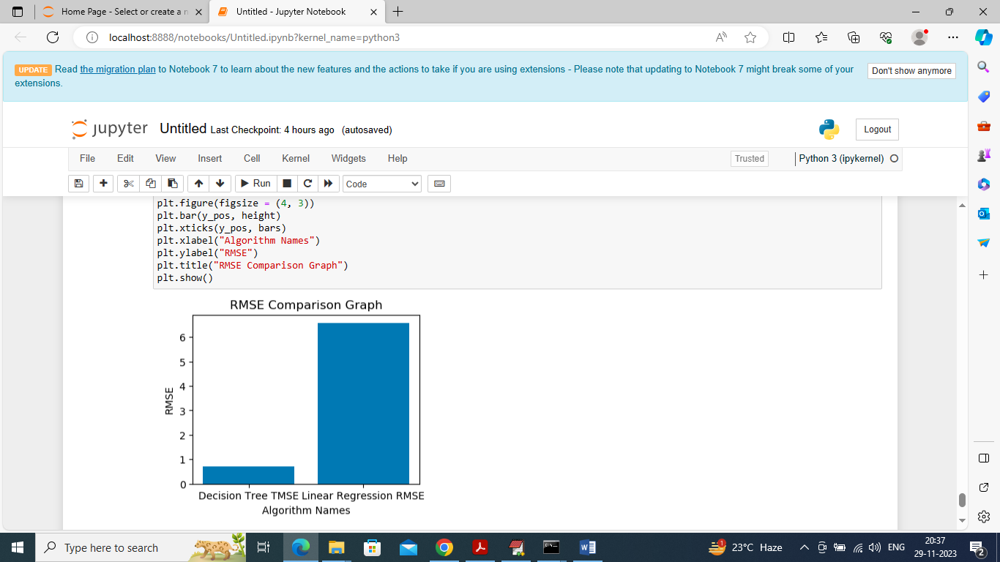 Home Page - Select or create a n
Untitled - Jupyter Notebook
localhost:8888/notebooks/Untitled.ipynb?kernel_name=python3
UPDATE Read the migration plan to Notebook 7 to learn about the new features and the actions to take if you are using extensions - Please note that updating to Notebook 7 might break some of your
extensions.
Don't show anymore
jupyter Untitled Last Checkpoint: 4 hours ago (autosaved)
Logout
File Edit View Insert Cell Kernel Widgets Help
Trusted
Python 3 (ipykernel)
Run
Code
plt.figure(figsize = (4, 3))
plt.bar(y_pos, height)
plt.xticks(y_pos, bars)
plt.xlabel("Algorithm Names")
plt.ylabel("RMSE")
plt.title("RMSE Comparison Graph")
plt.show()
RMSE Comparison Graph
6
5
4
3
2
1
0
RMSE
Decision Tree TMSE Linear Regression RMSE
Algorithm Names
Type here to search
23°C Haze
ENG
20:37
29-11-2023
2